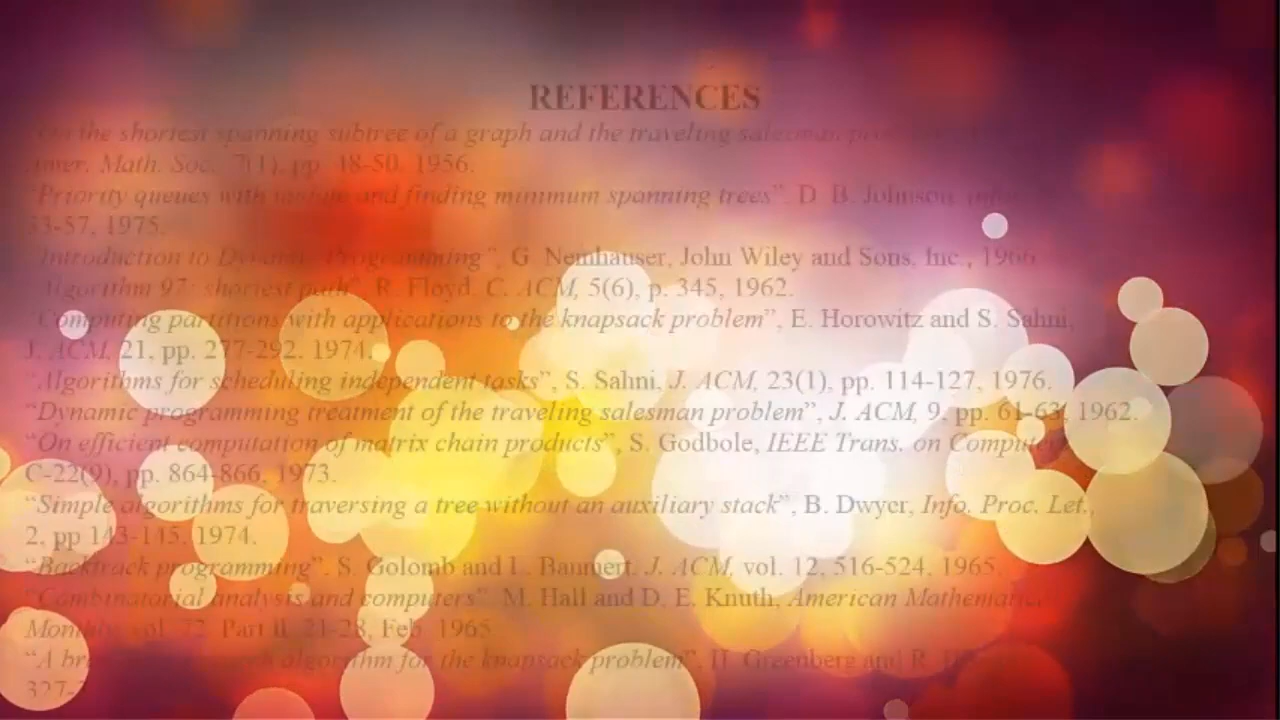 REFERENCES
the shortest spanning subtree of a graph and the traveling salesman
Math. Soc., 7(1), pp. 48-50, 1956.
"Priority queues with update and finding minimum spanning trees", D. B. Johnson,
53-57, 1975.
Introduction to Dynamic Programming", G. Nemhauser, John Wiley and Sons, Inc., 1966
Algorithm 97: shortest path", R. Floyd, C. ACM, 5(6), p. 345, 1962.
"Computing partitions with applications to the knapsack problem", E. Horowitz and S. Sahni,
J. ACM, 21, pp. 277-292, 1974.
"Algorithms for scheduling independent tasks", S. Sahni, J. ACM, 23(1), pp. 114-127, 1976.
"Dynamic programming treatment of the traveling salesman problem", J. ACM, 9, pp. 61-63, 1962.
"On efficient computation of matrix chain products", S. Godbole, IEEE Trans. on Computer
C-22(9), pp. 864-866, 1973.
"Simple algorithms for traversing a tree without an auxiliary stack", B. Dwyer, Info. Proc. Let.,
2, pp 143-145, 1974.
"Backtrack programming", S. Golomb and L. Baumert, J. ACM, vol. 12, 516-524, 1965.
"Combinatorial analysis and computers", M. Hall and D. E. Knuth, American Mathematical
Monthly, vol. 72, Part II, 21-28, Feb. 1965.
"A algorithm for the knapsack problem", H. Greenberg and R.